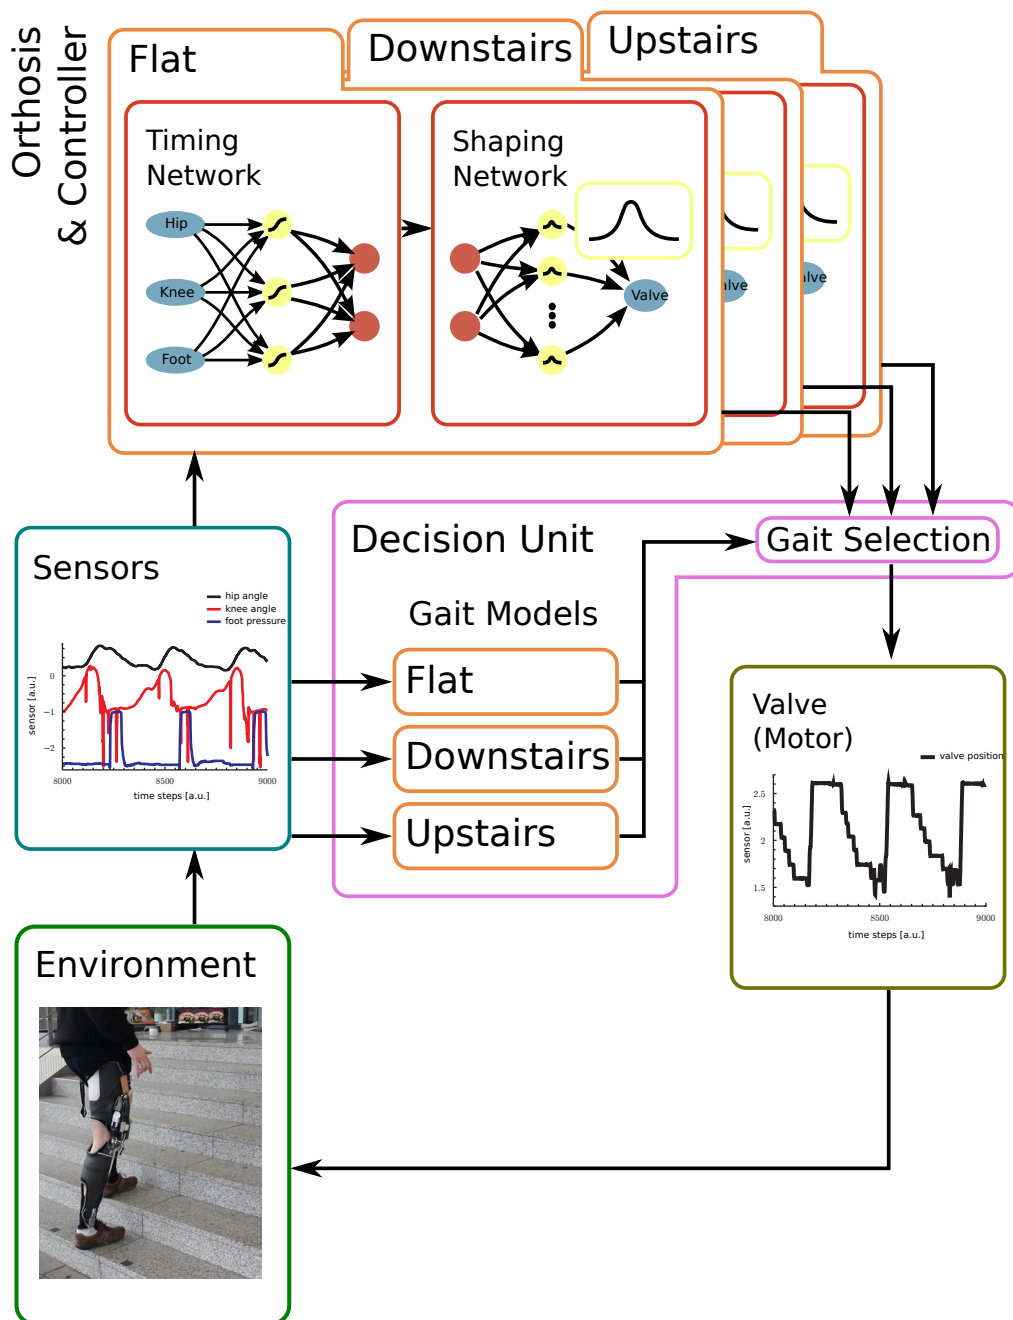 Orthosis
& Controller
Flat
Downstairs
Upstairs
Timing
Network
Hip
Knee
Foot
Shaping
Network
Valve
alve
alve
Sensors
hip angle
knee angle
foot pressure
sensor [a.u.]
0
−1
−2
8000
8500
9000
time steps [a.u.]
Decision Unit
Gait Models
Flat
Downstairs
Upstairs
Gait Selection
Valve
(Motor)
valve position
sensor [a.u.]
2.5
2
1.5
8000
8500
9000
time steps [a.u.]
Environment